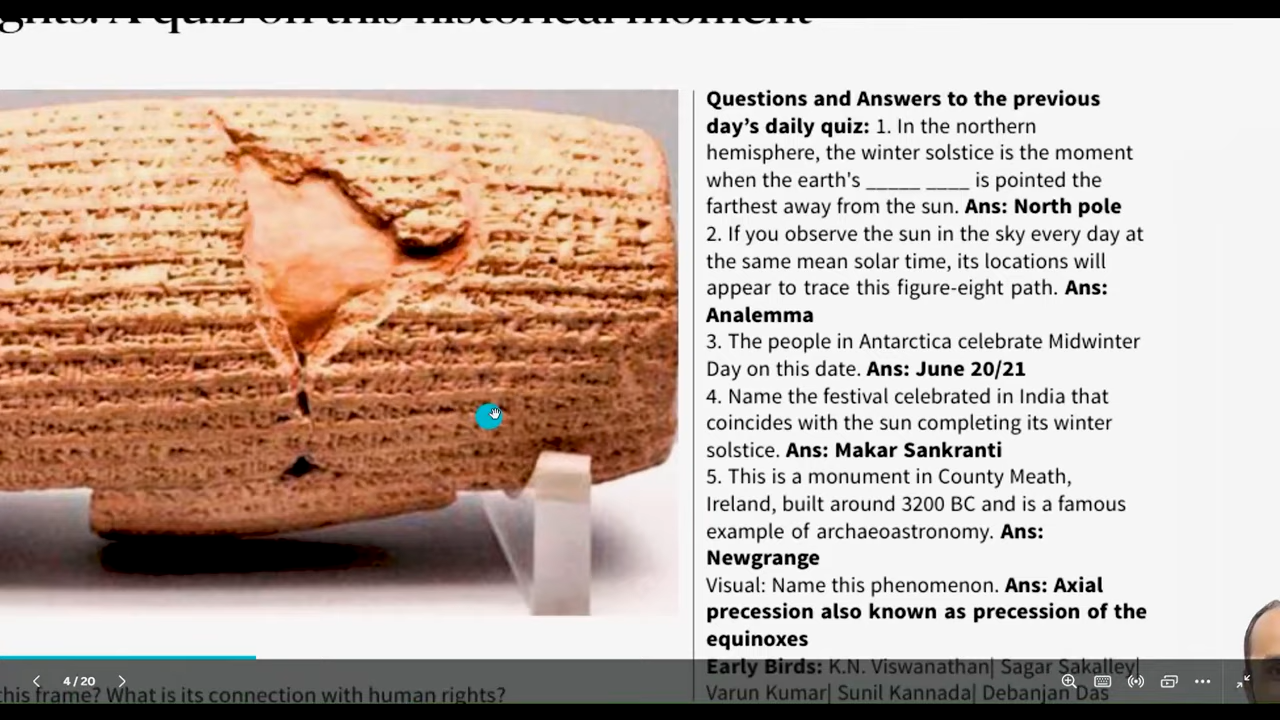 ghts: A quiz on this historical moment
Questions and Answers to the previous
day’s daily quiz: 1. In the northern
hemisphere, the winter solstice is the moment
when the earth's _____ ____ is pointed the
farthest away from the sun. Ans: North pole
2. If you observe the sun in the sky every day at
the same mean solar time, its locations will
appear to trace this figure-eight path. Ans:
Analemma
3. The people in Antarctica celebrate Midwinter
Day on this date. Ans: June 20/21
4. Name the festival celebrated in India that
coincides with the sun completing its winter
solstice. Ans: Makar Sankranti
5. This is a monument in County Meath,
Ireland, built around 3200 BC and is a famous
example of archaeoastronomy. Ans:
Newgrange
Visual: Name this phenomenon. Ans: Axial
precession also known as precession of the
equinoxes
Early Birds: K.N. Viswanathan| Sagar Sakalley|
Varun Kumar| Sunil Kannada| Debanjan Das
this frame? What is its connection with human rights?
4 / 20